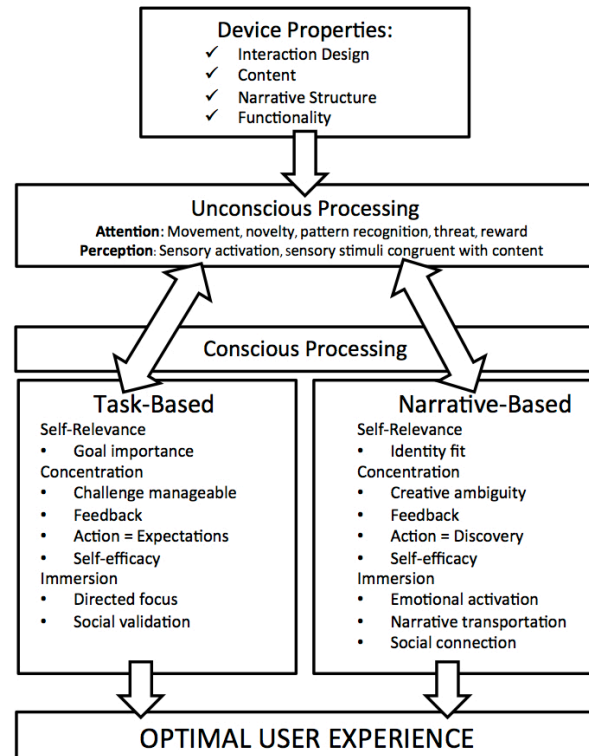 Device Properties:
✓ Interaction Design
✓ Content
✓ Narrative Structure
✓ Functionality
Unconscious Processing
Attention: Movement, novelty, pattern recognition, threat, reward
Perception: Sensory activation, sensory stimuli congruent with content
Conscious Processing
Task-Based
Self-Relevance
• Goal importance
Concentration
• Challenge manageable
• Feedback
• Action = Expectations
• Self-efficacy
Immersion
• Directed focus
• Social validation
Narrative-Based
Self-Relevance
• Identity fit
Concentration
• Creative ambiguity
• Feedback
• Action = Discovery
• Self-efficacy
Immersion
• Emotional activation
• Narrative transportation
• Social connection
OPTIMAL USER EXPERIENCE